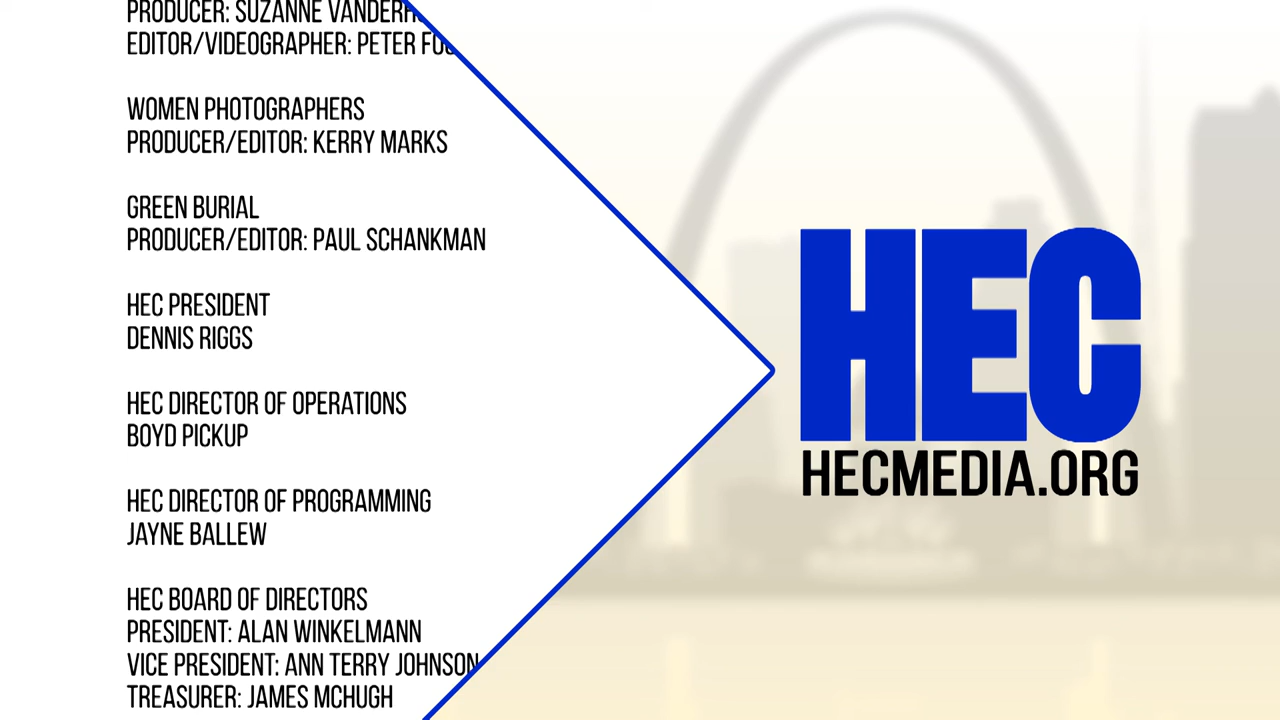 PRODUCER: SUZANNE
EDITOR/VIDEOGRAPHER: PETER
WOMEN PHOTOGRAPHERS
PRODUCER/EDITOR: KERRY MARKS
GREEN BURIAL
PRODUCER/EDITOR: PAUL SCHANKMAN
HEC PRESIDENT
DENNIS RIGGS
HEC DIRECTOR OF OPERATIONS
BOYD PICKUP
HEC DIRECTOR OF PROGRAMMING
JAYNE BALLEW
HEC BOARD OF DIRECTORS
PRESIDENT: ALAN WINKELMANN
VICE PRESIDENT: ANN TERRY JOHNSON
TREASURER: JAMES MCHUGH
HEC
HECMEDIA.ORG